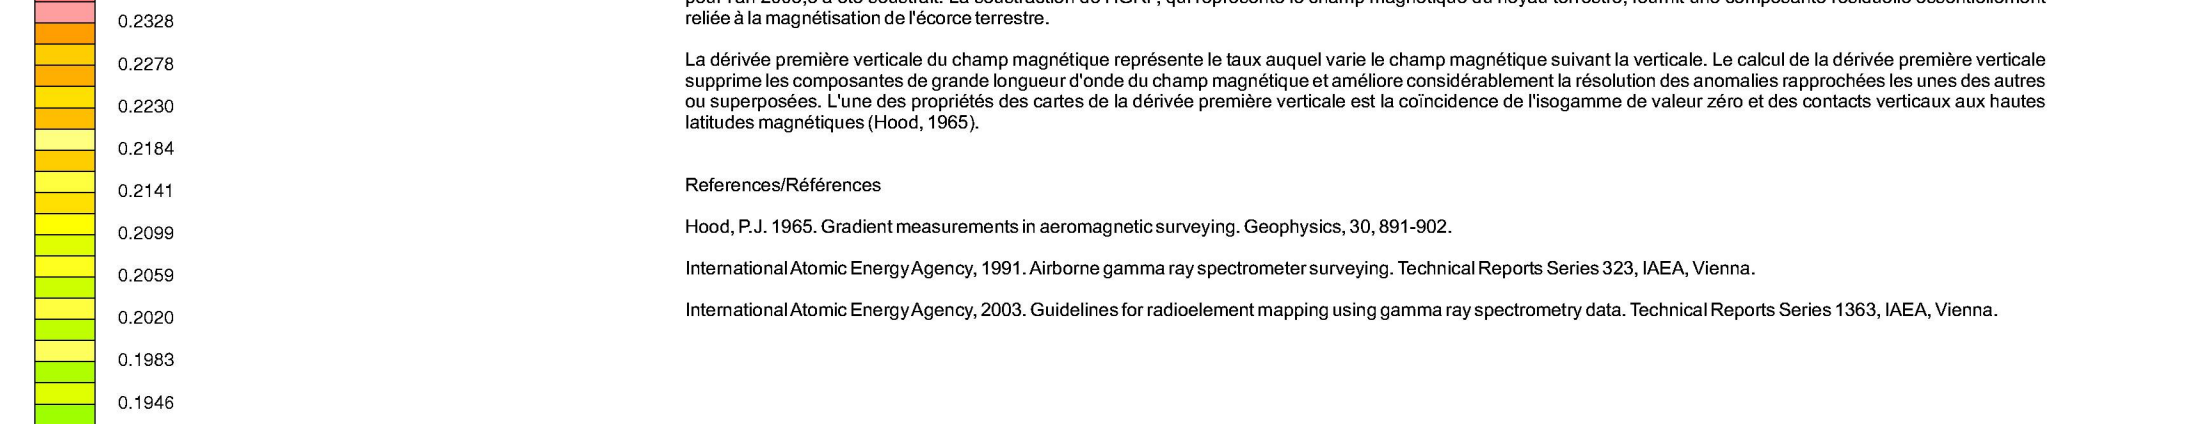 0.2328
0.2278
0.2230
0.2184
0.2141
0.2099
0.2059
0.2020
0.1983
0.1946
reliée à la magnétisation de l'écorce terrestre.
La dérivée première verticale du champ magnétique représente le taux auquel varie le champ magnétique suivant la verticale. Le calcul de la dérivée première verticale
supprime les composantes de grande longueur d'onde du champ magnétique et améliore considérablement la résolution des anomalies rapprochées les unes des autres
ou superposées. L'une des propriétés des cartes de la dérivée première verticale est la coïncidence de l'isogamme de valeur zéro et des contacts verticaux aux hautes
latitudes magnétiques (Hood, 1965).
References/Références
Hood, P.J. 1965. Gradient measurements in aeromagnetic surveying. Geophysics, 30, 891-902.
International Atomic Energy Agency, 1991. Airborne gamma ray spectrometer surveying. Technical Reports Series 323, IAEA, Vienna.
International Atomic Energy Agency, 2003. Guidelines for radioelement mapping using gamma ray spectrometry data. Technical Reports Series 1363, IAEA, Vienna.